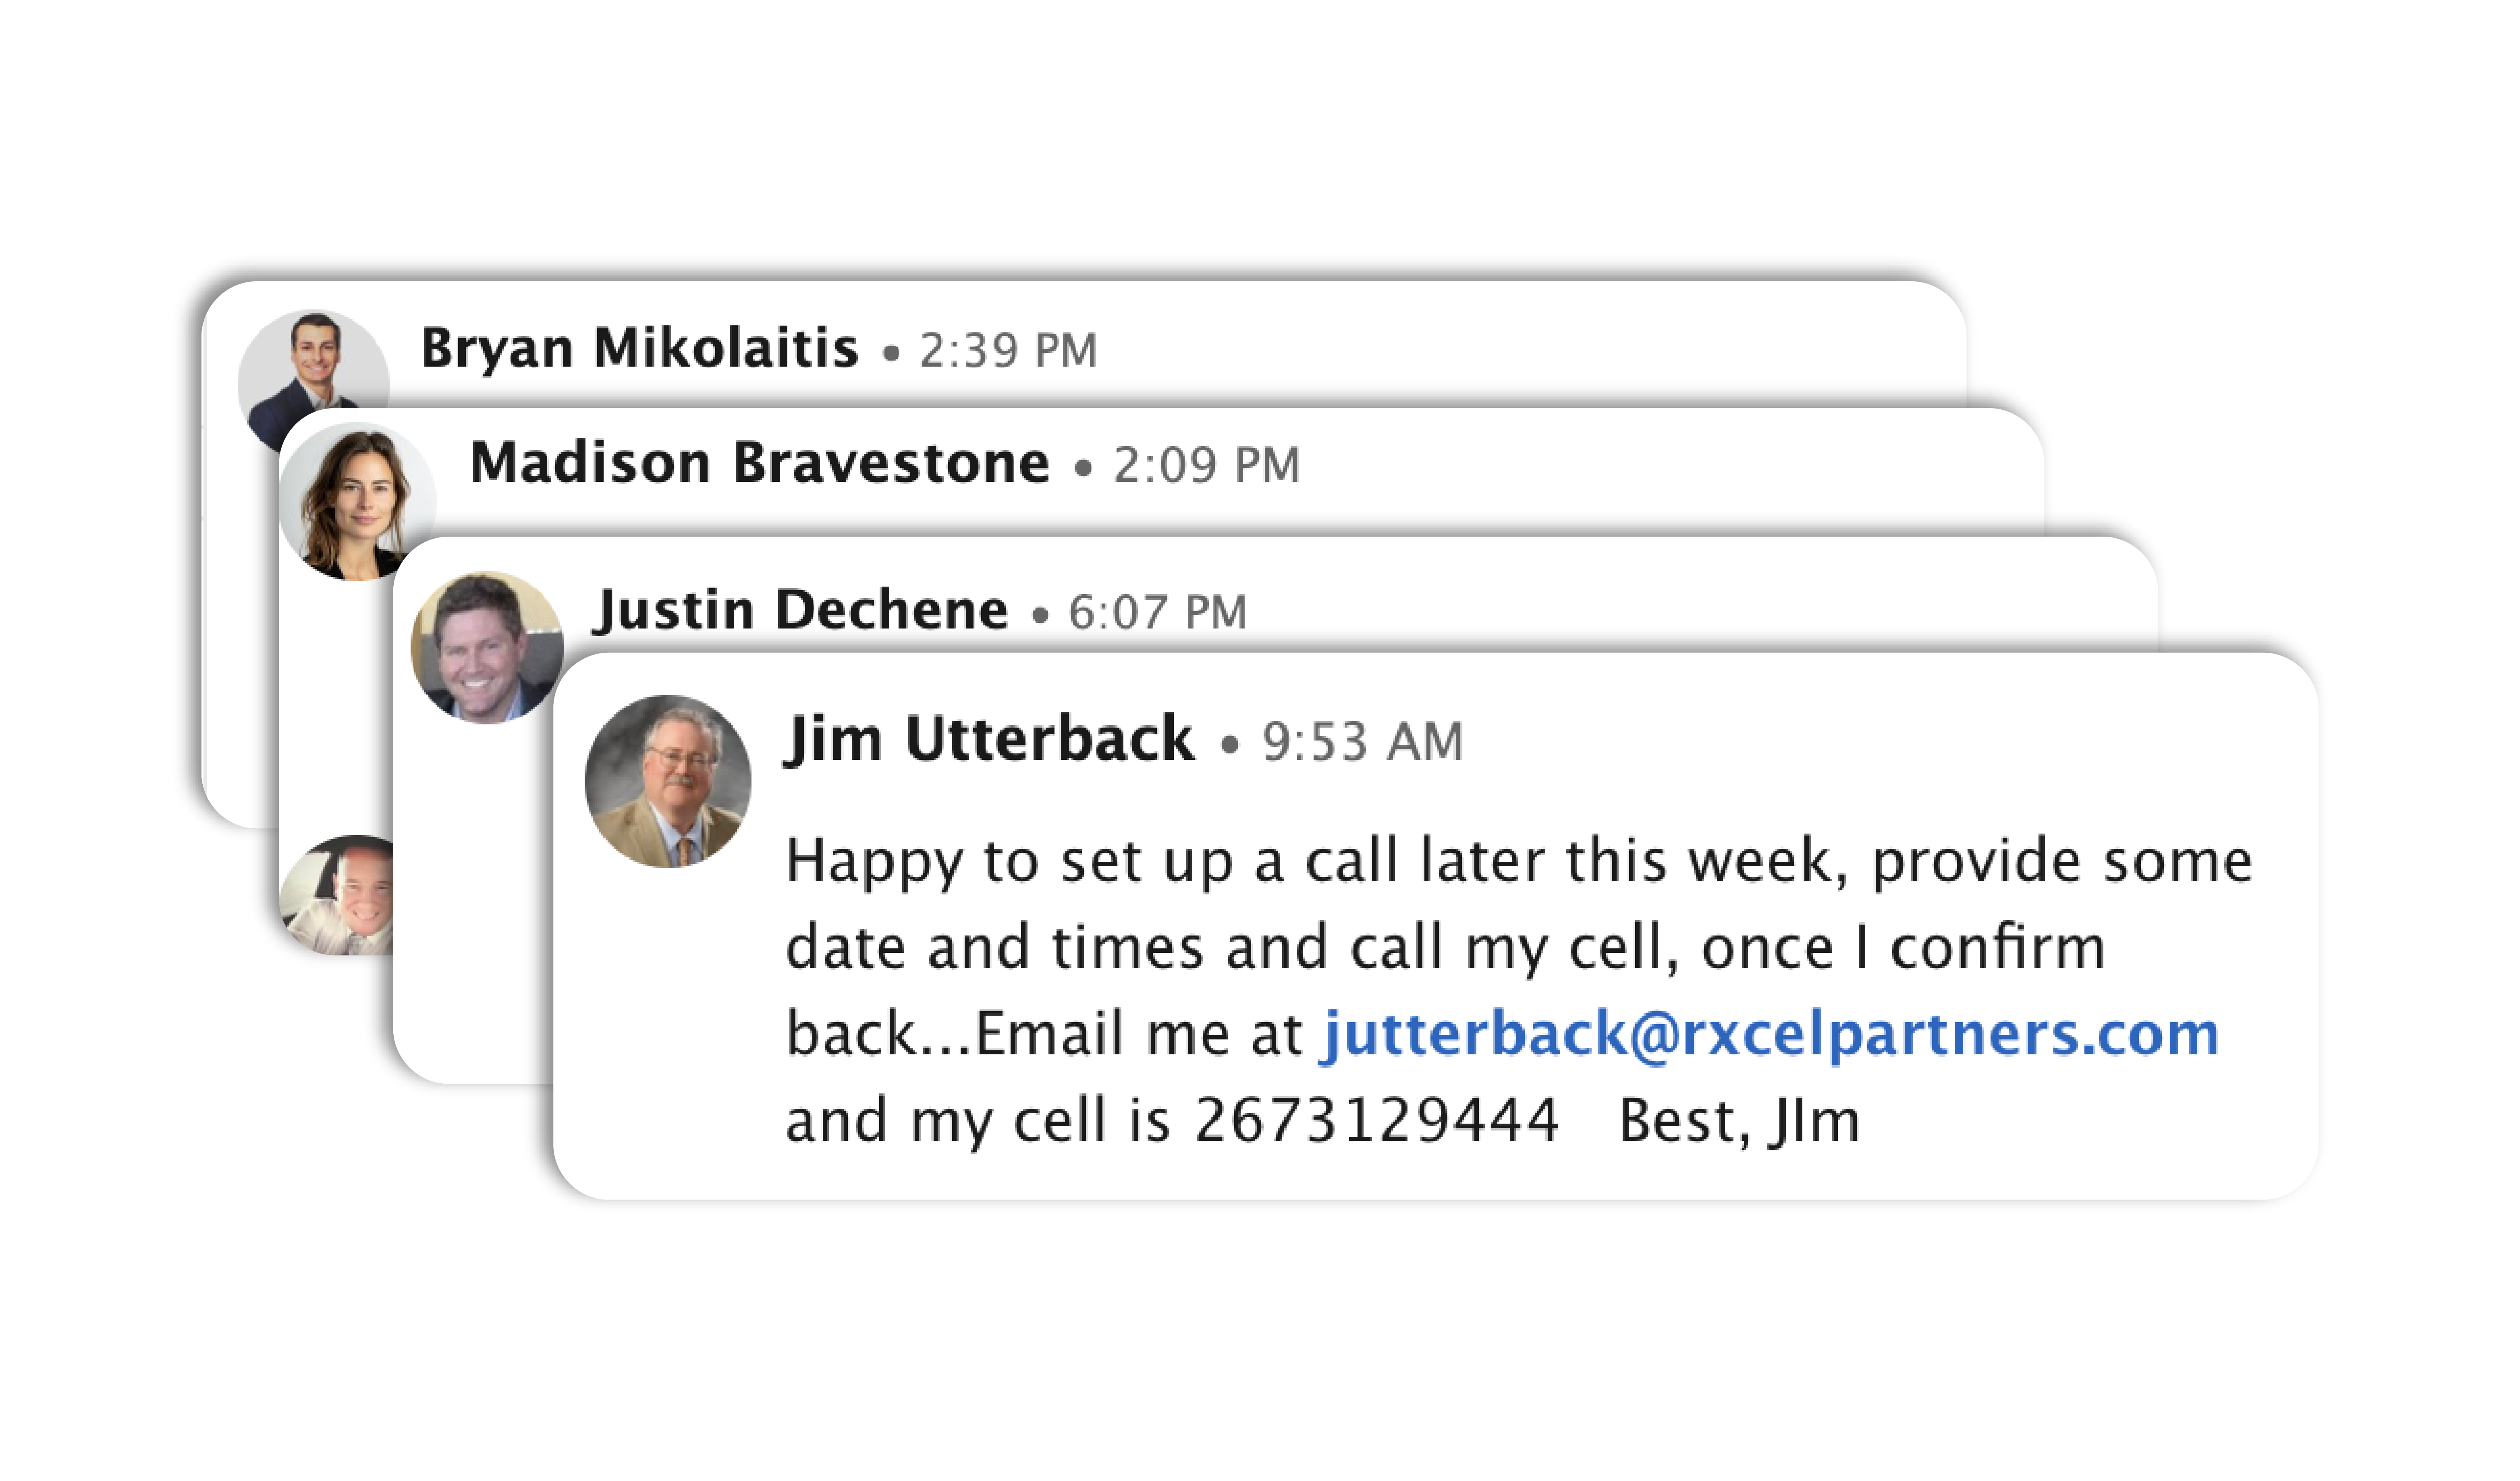 Bryan Mikolaitis • 2:39 PM
Madison Bravestone • 2:09 PM
Justin Dechene • 6:07 PM
Jim Utterback • 9:53 AM
Happy to set up a call later this week, provide some
date and times and call my cell, once I confirm
back...Email me at jutterback@rxcelpartners.com
and my cell is 2673129444   Best, JIm